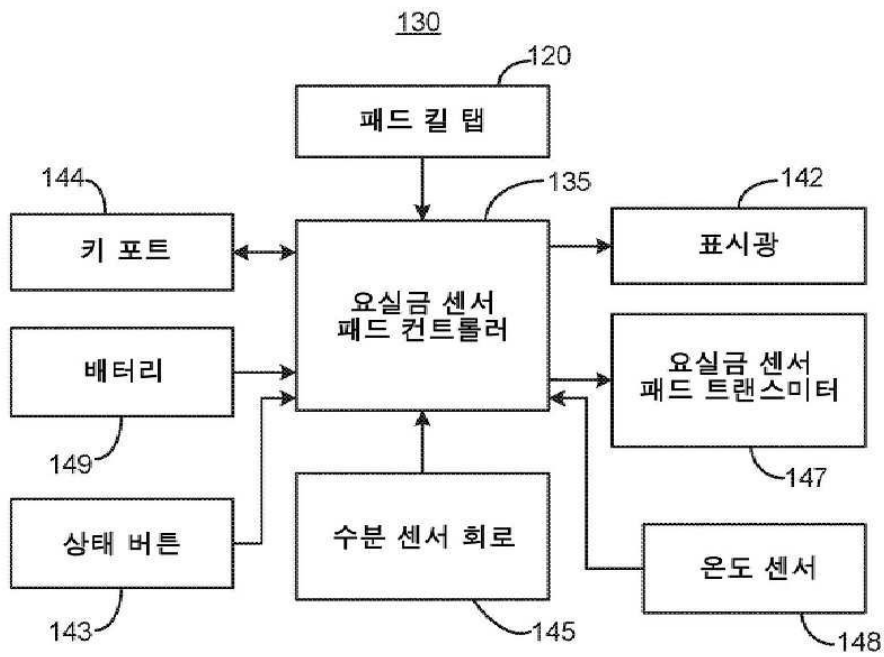 130
120
패드 킬 탭
144
135
142
키 포트
표시광
요실금 센서
패드 컨트롤러
배터리
요실금 센서
패드 트랜스미터
149
147
상태 버튼
수분 센서 회로
온도 센서
143
145
148